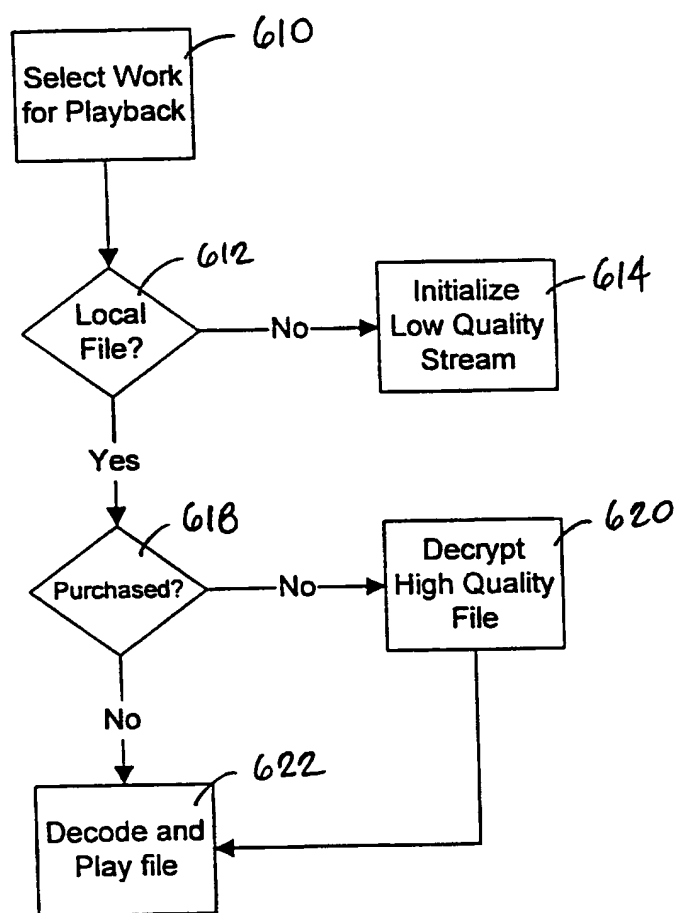 610
Select Work
for Playback
612
Local
File?
No
614
Initialize
Low Quality
Stream
Yes
618
Purchased?
No
620
Decrypt
High Quality
File
No
622
Decode and
Play file